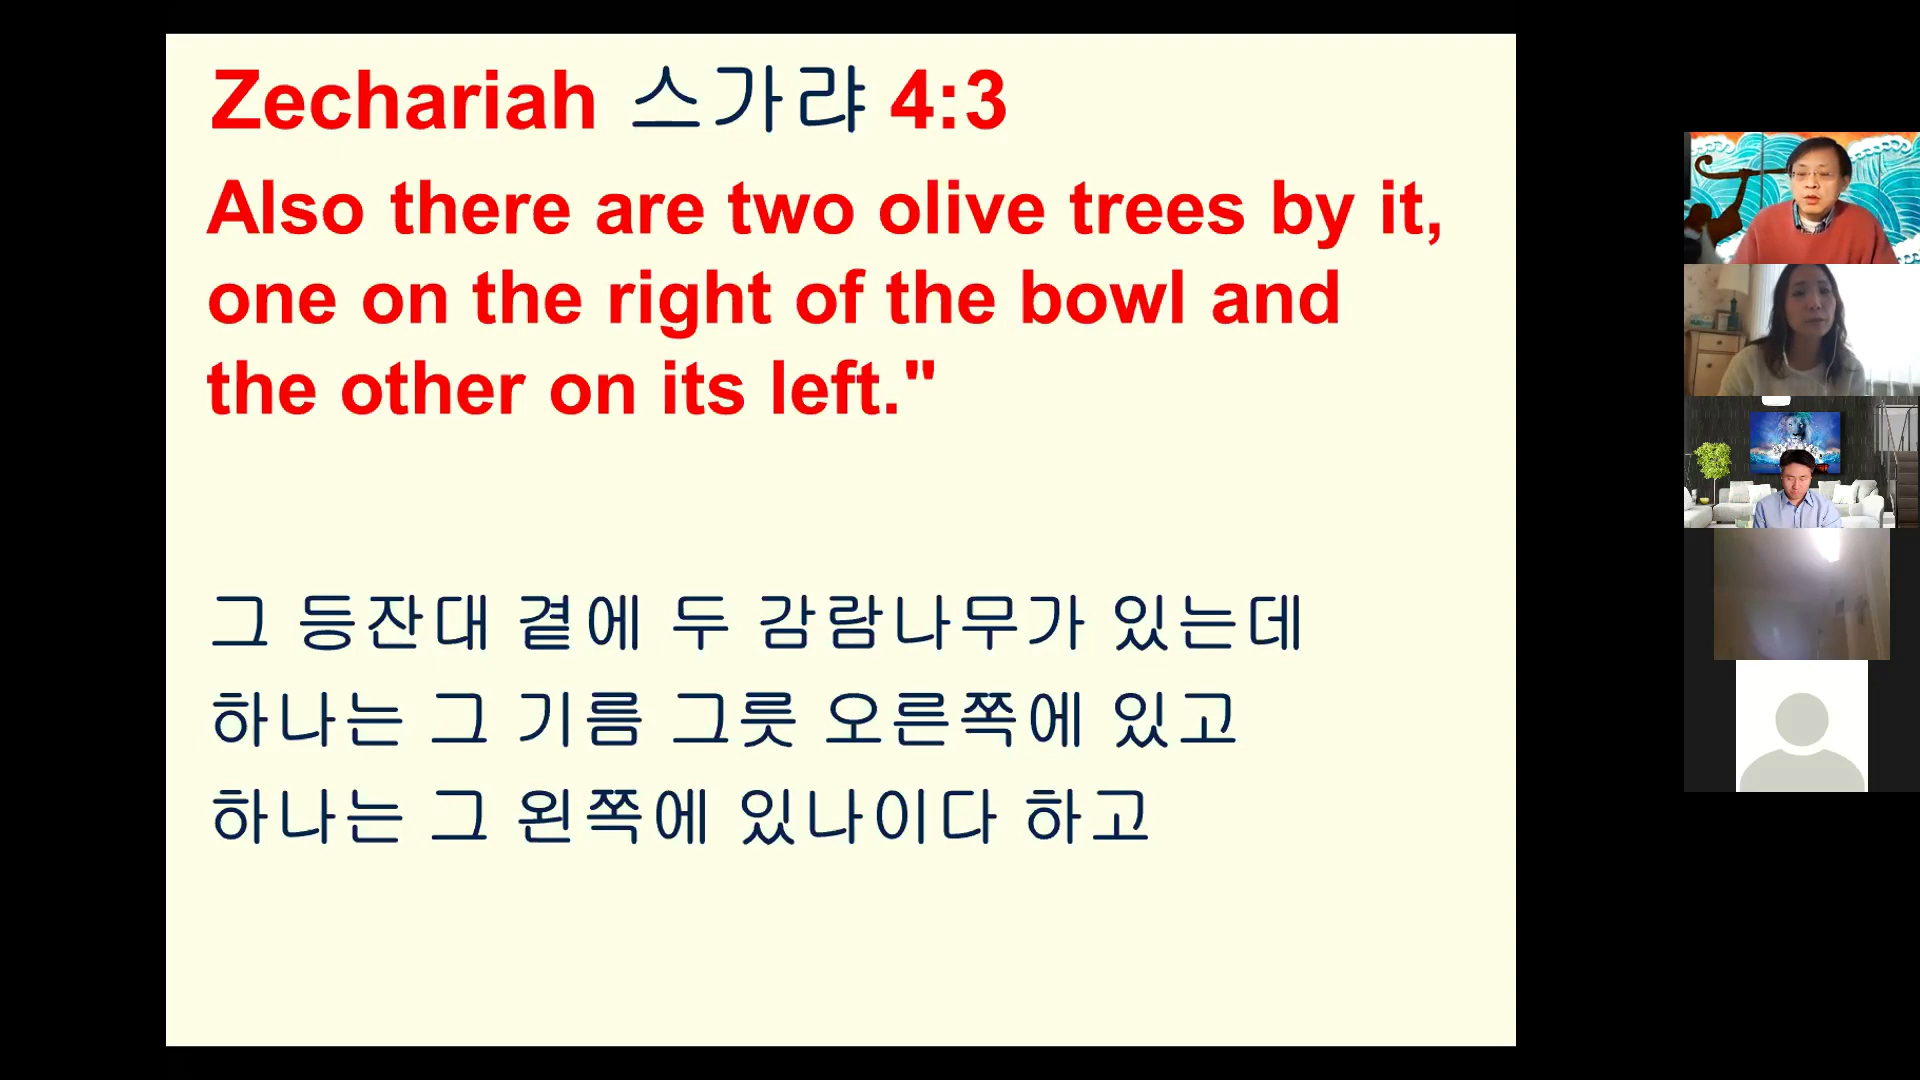 Zechariah 스가랴 4:3
Also there are two olive trees by it,
one on the right of the bowl and
the other on its left."
그 등잔대 곁에 두 감람나무가 있는데
하나는 그 기름 그릇 오른쪽에 있고
하나는 그 왼쪽에 있나이다 하고